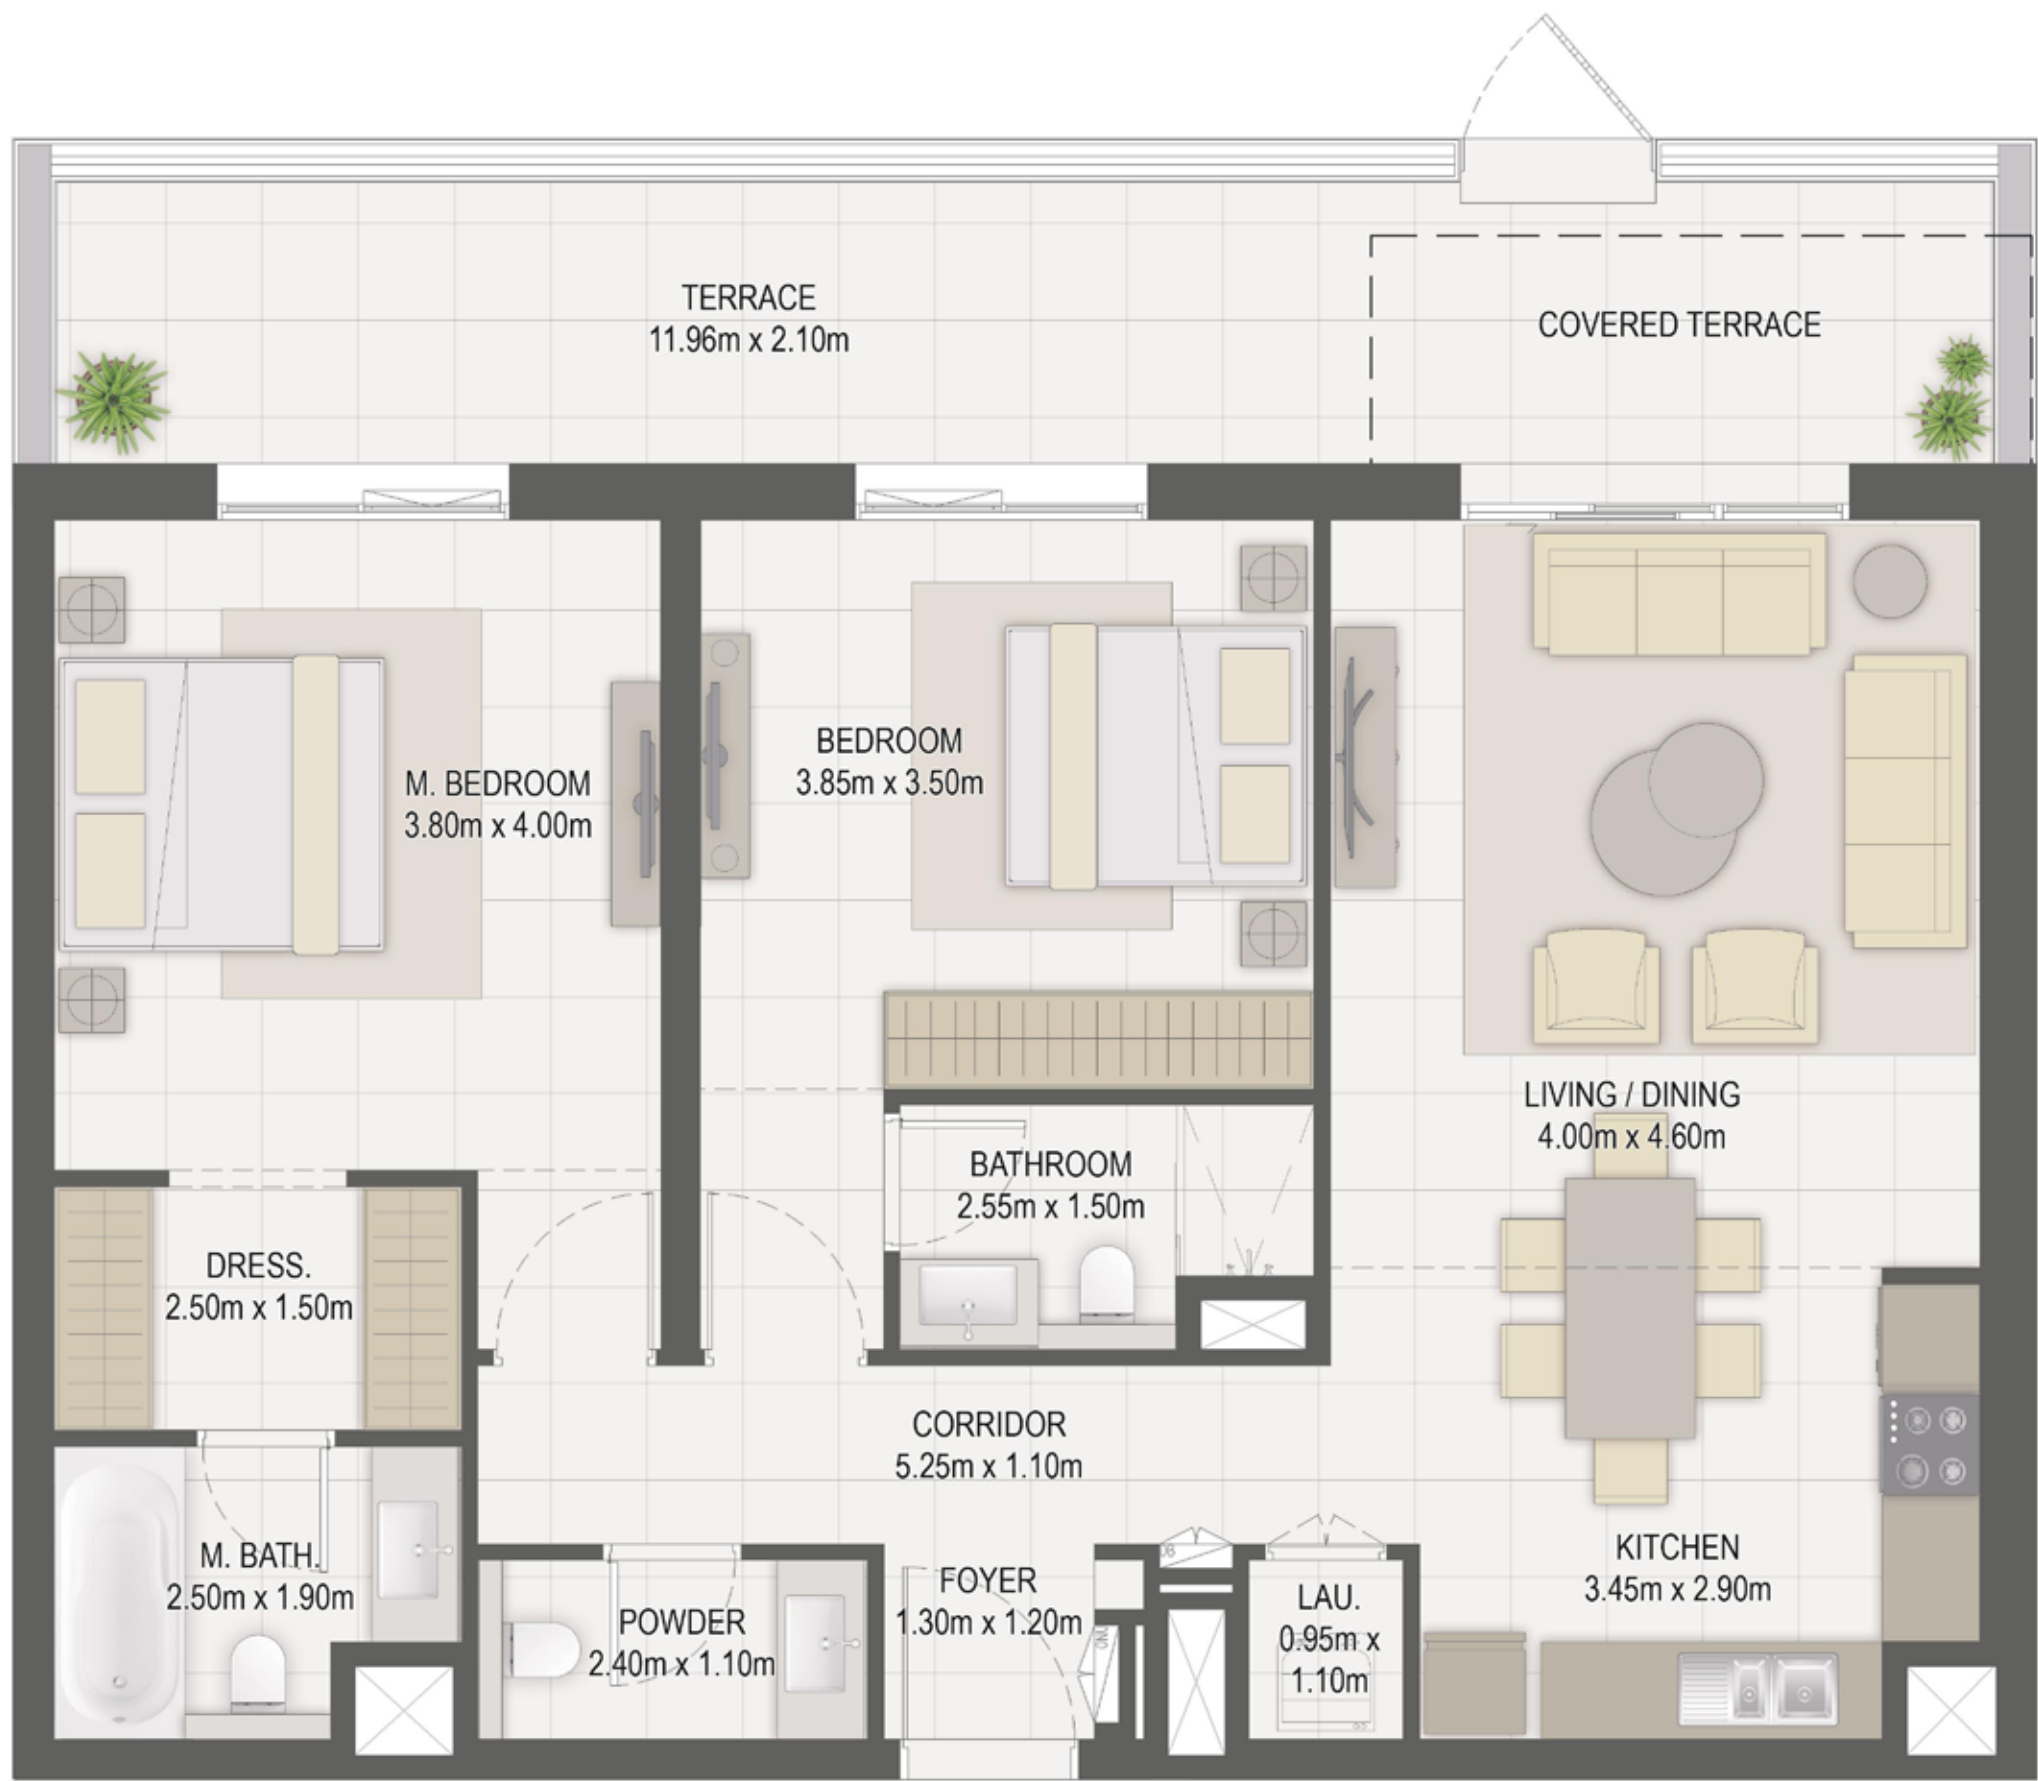 TERRACE
11.96m x 2.10m
COVERED TERRACE
M. BEDROOM
3.80m x 4.00m
BEDROOM
3.85m x 3.50m
LIVING / DINING
4.00m x 4.60m
BATHROOM
2.55m x 1.50m
DRESS.
2.50m x 1.50m
CORRIDOR
5.25m x 1.10m
M. BATH.
2.50m x 1.90m
POWDER
2.40m x 1.10m
FOYER
1.30m x 1.20m
DB
LAU.
0.95m x
1.10m
KITCHEN
3.45m x 2.90m